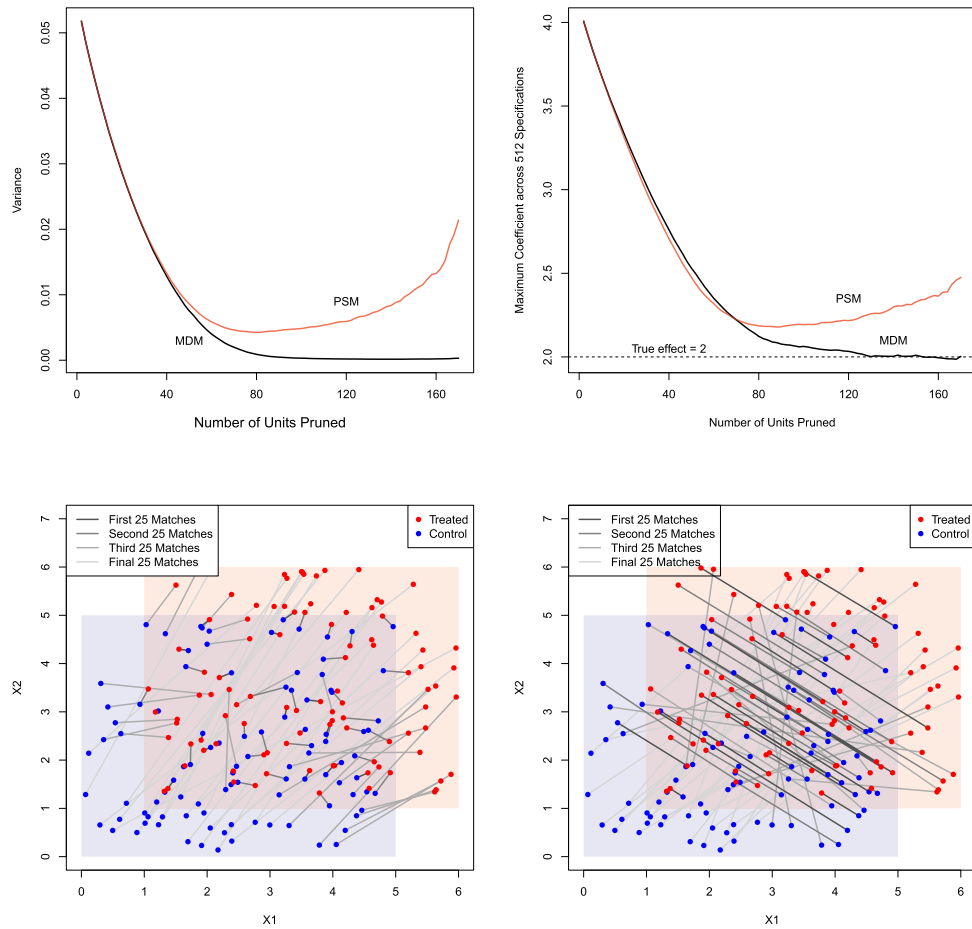 Variance
0.00
0.01
0.02
0.03
0.04
0.05
PSM
MDM
0
40
80
120
160
Number of Units Pruned
Maximum Coefficient across 512 Specifications
2.0
2.5
3.0
3.5
4.0
PSM
MDM
True effect = 2
0
40
80
120
160
Number of Units Pruned
First 25 Matches
Second 25 Matches
Third 25 Matches
Final 25 Matches
Treated
Control
X2
0
1
2
3
4
5
6
7
0
1
2
3
4
5
6
X1
First 25 Matches
Second 25 Matches
Third 25 Matches
Final 25 Matches
Treated
Control
X2
0
1
2
3
4
5
6
7
0
1
2
3
4
5
6
X1